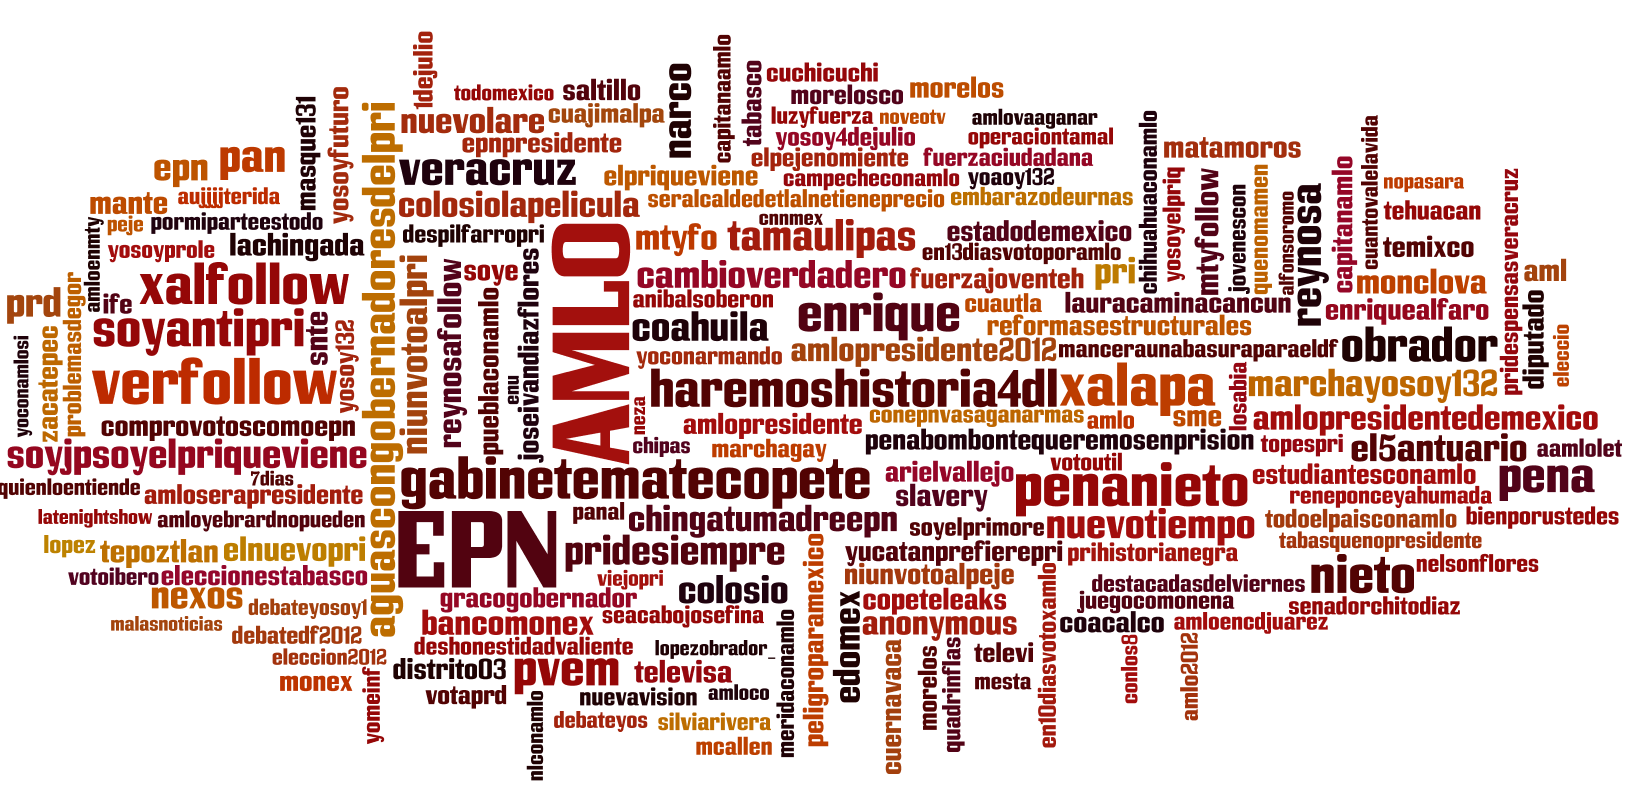 1dejulio
todomexico
saltillo
narco
capitanaamlo
tabasco
cuchicuchi
morelosco
morelos
masque131
yosoyfuturo
aguascongobernadoresdelpri
nuevolare
cuajimalpa
luzyfuerza
noveotv
amlovaaganar
epnpresidente
yosoy4dejulio
operaciontamal
chihuahuaconamlo
cuantovalelavida
epn
pan
veracruz
elpejenomiente
fuerzaciudadana
matamoros
elpriqueviene
campecheconamlo
yoaoy132
yosoyelpriq
mtyfollow
jovenescon
quenomamen
alfonsoromo
reynosa
capitanamlo
nopasara
pridespensasveracruz
mante
aujjjjterida
colosiolapelicula
seralcaldedetlalnetieneprecio
embarazodeurnas
tehuacan
amloenmty
peje
pormiparteestodo
cnnmex
yosoyprole
lachingada
despilfarropri
AMLO
mtyfo
tamaulipas
estadodemexico
en13diasvotoporamlo
temixco
xalfollow
niunvotoalpri
reynosafollow
soye
joseivandiazflores
cambioverdadero
fuerzajoventeh
pri
monclova
aml
prd
problemasdegor
ife
pueblaconamlo
anibalsoberon
enrique
cuautla
lauracaminacancun
enriquealfaro
diputado
soyantipri
snte
yosoy132
coahuila
reformasestructurales
yoconamlosi
zacatepec
yoconarmando
amlopresidente2012
manceraunabasuraparaeldf
obrador
eleccio
verfollow
enu
haremoshistoria4dl
xalapa
losabia
marchayosoy132
neza
conepnvasaganarmas
amlo
sme
amlopresidentedemexico
comprovotoscomoepn
amlopresidente
penabombontequeremosenprision
topespri
el5antuario
aamlolet
soyjpsoyelpriqueviene
chipas
marchagay
7dias
gabinetematecopete
arielvallejo
votoutil
penanieto
estudiantesconamlo
pena
quienloentiende
amloserapresidente
slavery
reneponceyahumada
latenightshow
amloyebrardnopueden
EPN
panal
chingatumadreepn
soyelprimore
nuevotiempo
todoelpaisconamlo
bienporustedes
lopez
tepoztlan
elnuevopri
pridesiempre
peligroparamexico
yucatanprefierepri
prihistorianegra
tabasquenopresidente
votoibero
eleccionestabasco
viejopri
colosio
niunvotoalpeje
en10diasvotoxamlo
destacadasdelviernes
nieto
nelsonflores
nexos
debateyosoy1
gracogobernador
edomex
copeteleaks
juegocomonena
senadorchitodiaz
malasnoticias
debatedf2012
bancomonex
seacabojosefina
meridaconamlo
anonymous
coacalco
amloencdjuarez
eleccion2012
deshonestidadvaliente
lopezobrador_
cuernavaca
morelos
quadrinflas
televi
conlos8
amlo2012
monex
yomeinf
distrito03
pvem
televisa
mesta
votaprd
nlconamlo
nuevavision
amloco
debateyos
silviarivera
mcallen